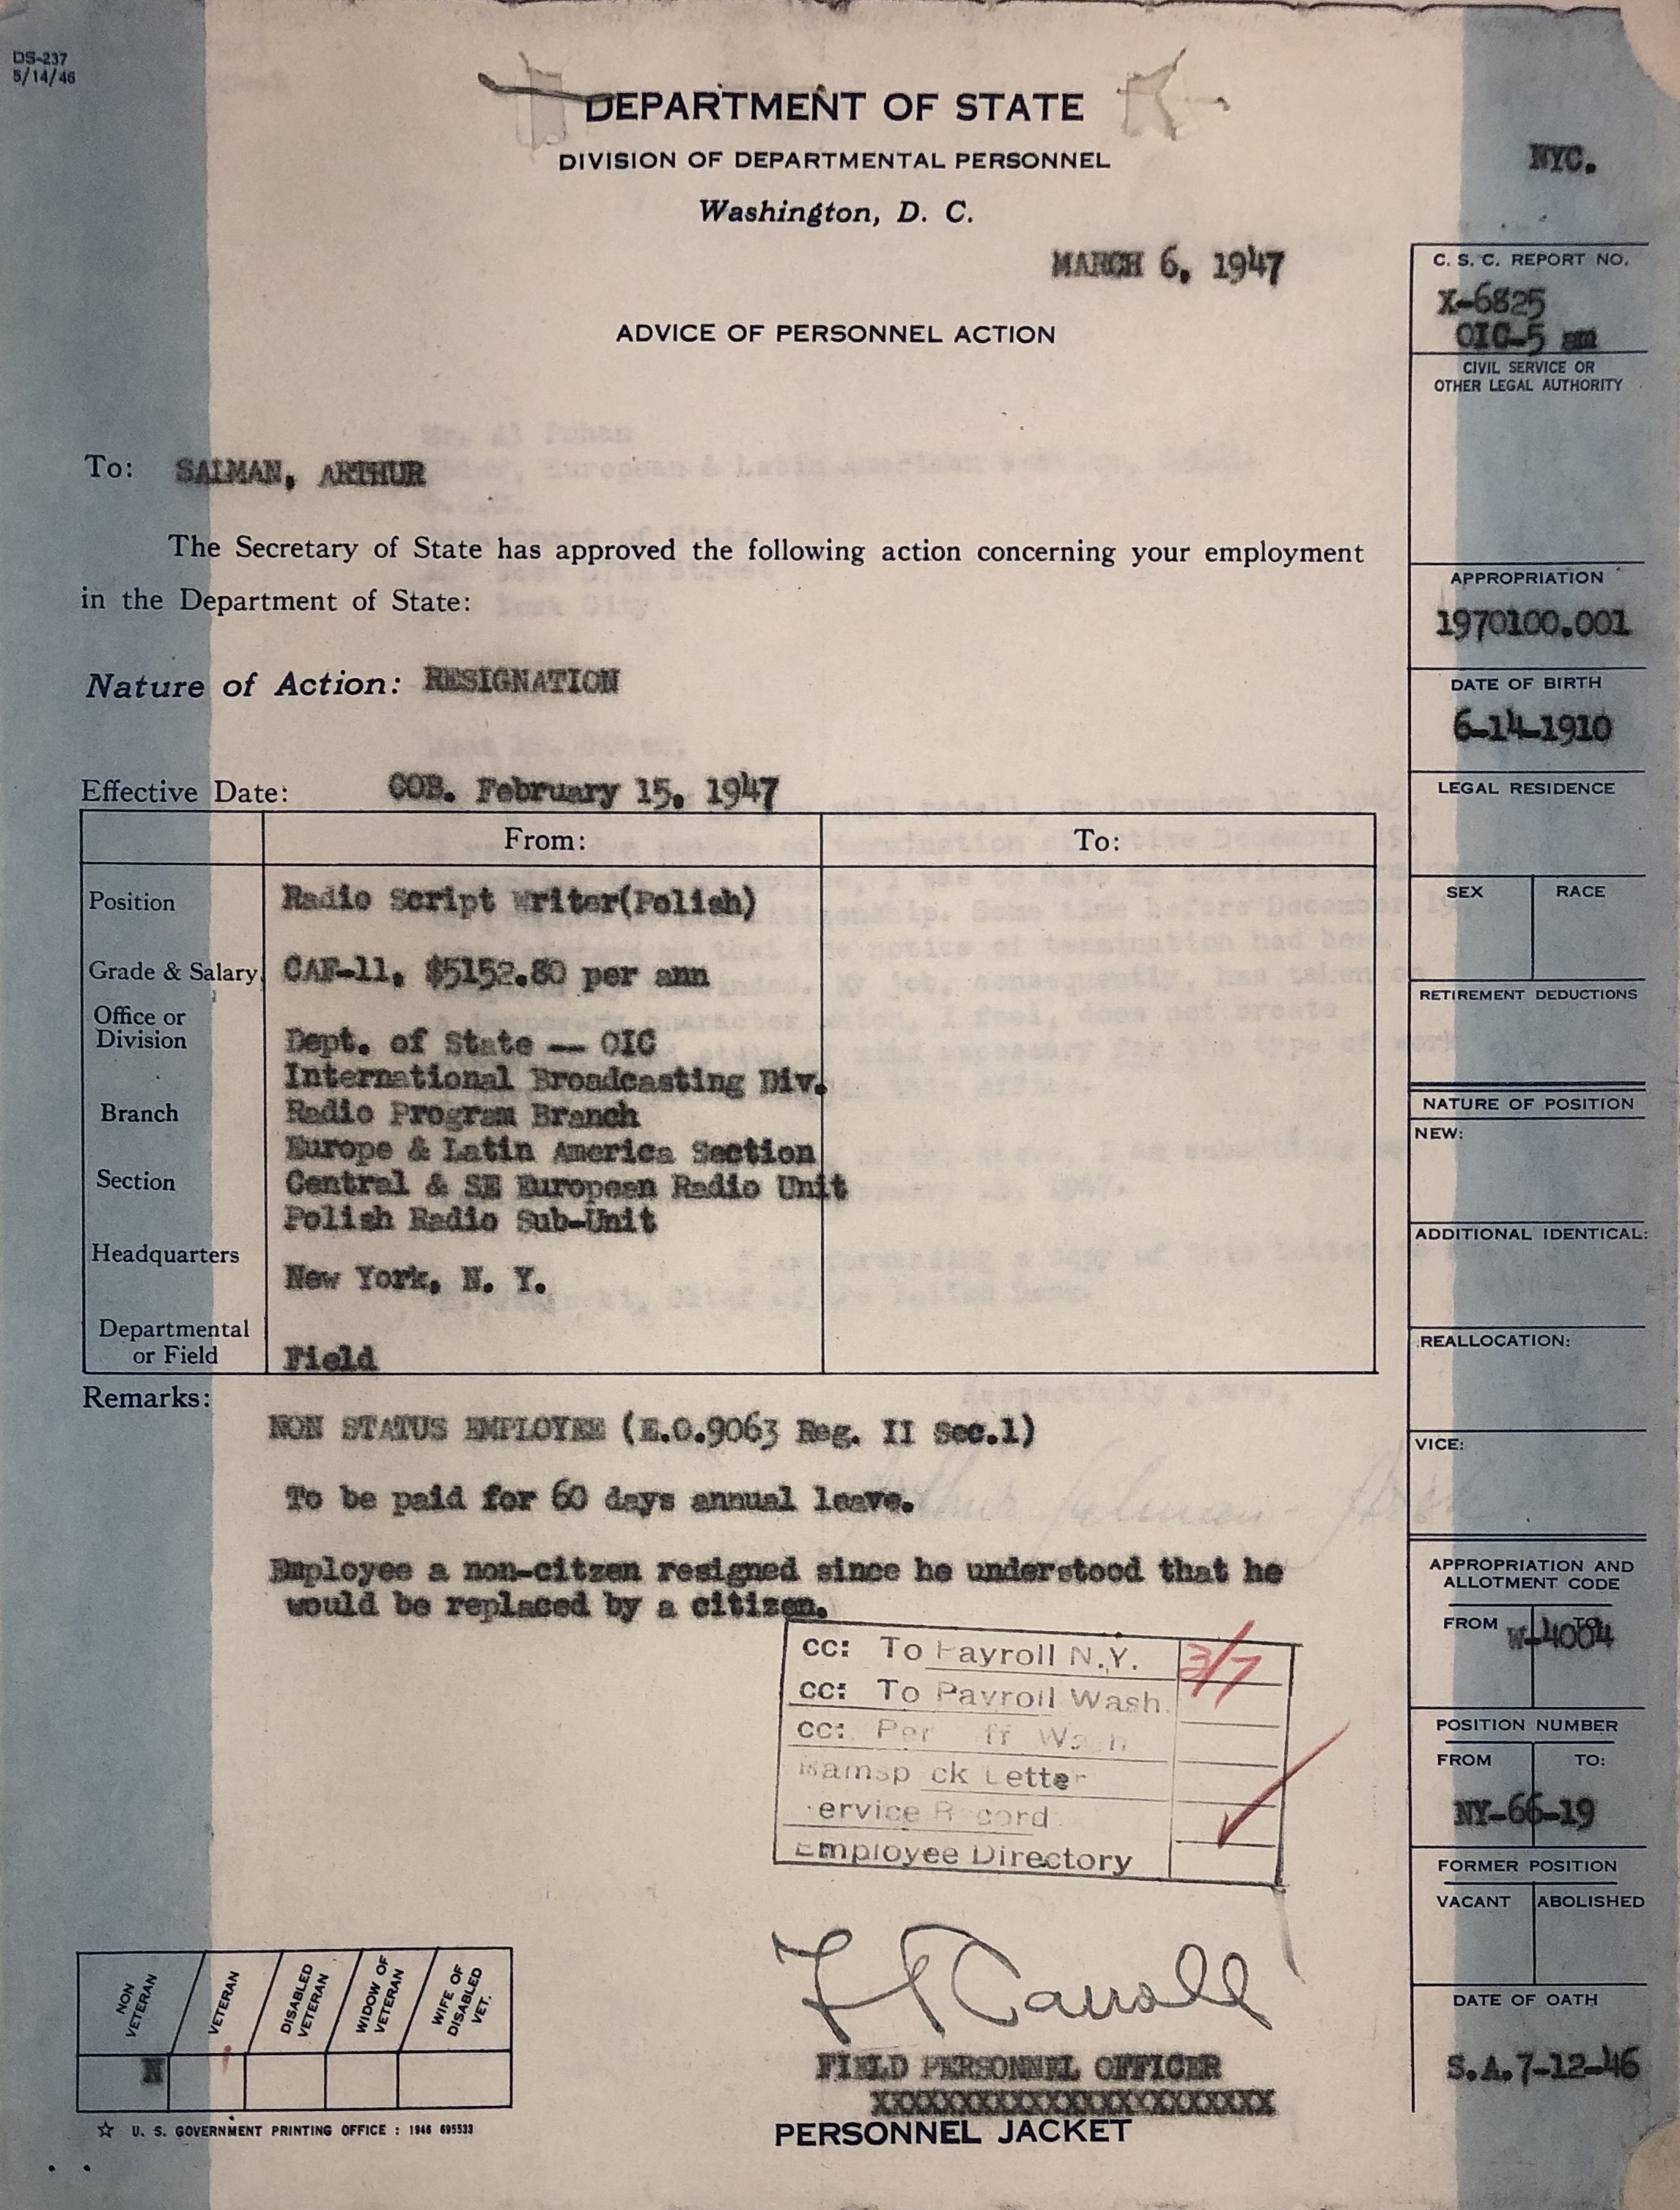 DS-237
5/14/46
DEPARTMENT OF STATE
DIVISION OF DEPARTMENTAL PERSONNEL
Washington, D. C.
NYC.
MARCH 6, 1947
ADVICE OF PERSONNEL ACTION
To: SALMAN, ARTHUR
The Secretary of State has approved the following action concerning your employment
in the Department of State:
Nature of Action: RESIGNATION
Effective Date: COB. February 15, 1947
From: To:
Position Radio Script Writer(Polish)
Grade & Salary CAF-11, $5152.80 per ann
Office or
Division Dept. of State -- OIC
International Broadcasting Div.
Branch Radio Program Branch
Europe & Latin America Section
Section Central & SE European Radio Unit
Polish Radio Sub-Unit
Headquarters
New York, N. Y.
Departmental
or Field Field
Remarks:
NON STATUS EMPLOYEE (E.O.9063 Reg. II Sec.1)
To be paid for 60 days annual leave.
Employee a non-citzen resigned since he understood that he
would be replaced by a citizen.
cc: To Payroll N.Y. 3/7
cc: To Payroll Wash.
cc:
Letter
Employee Directory
F Carroll
FIELD PERSONNEL OFFICER
XXXXXXXXXXXXXXXXXXXXXXX
PERSONNEL JACKET
NON
VETERAN
VETERAN
DISABLED
VETERAN
WIDOW OF
VETERAN
WIFE OF
DISABLED
VET.
N
☆ U. S. GOVERNMENT PRINTING OFFICE : 1946 695533
C. S. C. REPORT NO.
X-6825
OIC-5 am
CIVIL SERVICE OR
OTHER LEGAL AUTHORITY
APPROPRIATION
1970100.001
DATE OF BIRTH
6-14-1910
LEGAL RESIDENCE
SEX RACE
RETIREMENT DEDUCTIONS
NATURE OF POSITION
NEW:
ADDITIONAL IDENTICAL:
REALLOCATION:
VICE:
APPROPRIATION AND
ALLOTMENT CODE
FROM TO:
W-4004
POSITION NUMBER
FROM TO:
NY-66-19
FORMER POSITION
VACANT ABOLISHED
DATE OF OATH
S.A.7-12-46